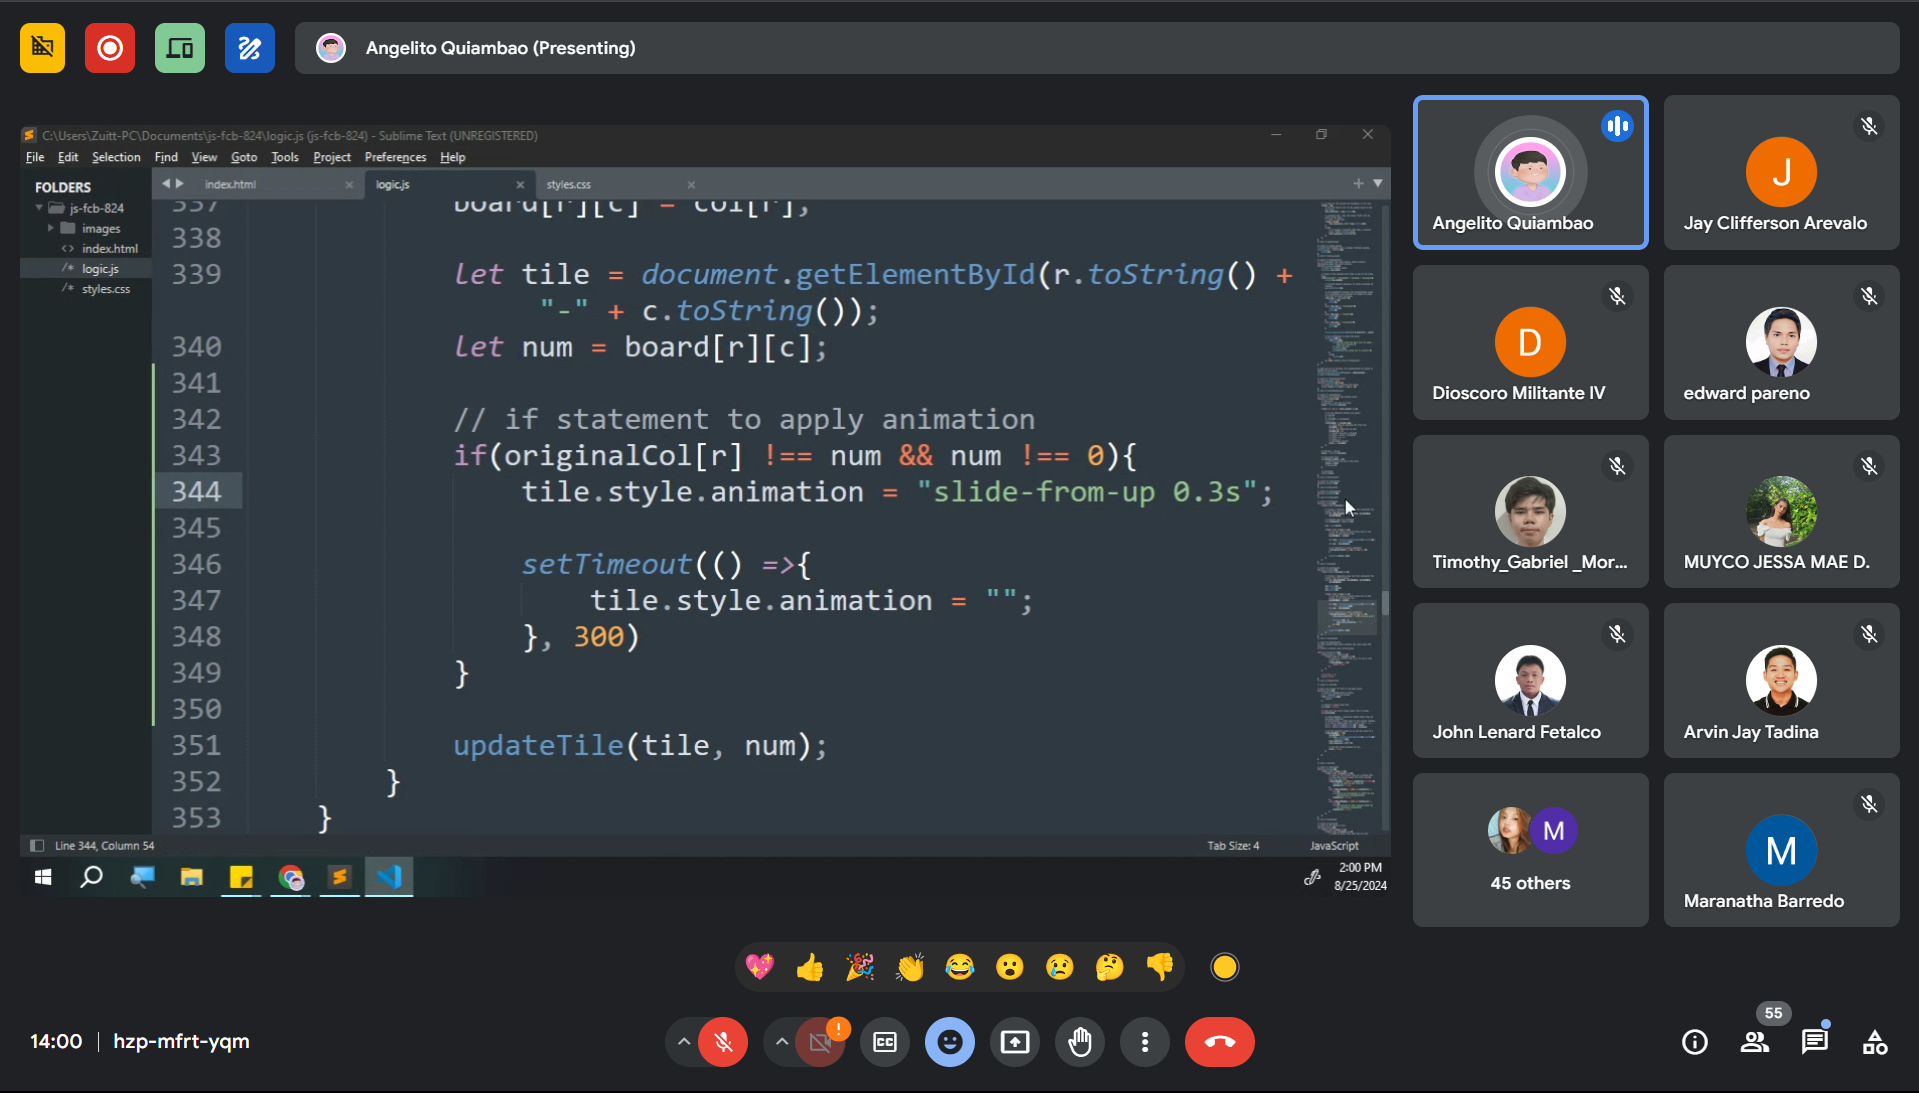 Angelito Quiambao (Presenting)
C:\Users\Zuitt-PC\Documents\js-fcb-824\logic.js (js-fcb-824) - Sublime Text (UNREGISTERED)
File Edit Selection Find View Goto Tools Project Preferences Help
FOLDERS
js-fcb-824
images
<> index.html
/* logic.js
/* styles.css
index.html
logic.js
styles.css
337 board[r][c] = col[r];
338
339 let tile = document.getElementById(r.toString() +
"-" + c.toString());
340 let num = board[r][c];
341
342 // if statement to apply animation
343 if(originalCol[r] !== num && num !== 0){
344 tile.style.animation = "slide-from-up 0.3s";
345
346 setTimeout(() =>{
347 tile.style.animation = "";
348 }, 300)
349 }
350
351 updateTile(tile, num);
352 }
353 }
Line 344, Column 54
Tab Size: 4
JavaScript
2:00 PM
8/25/2024
Angelito Quiambao
J
Jay Clifferson Arevalo
D
Dioscoro Militante IV
edward pareno
Timothy_Gabriel _Mor...
MUYCO JESSA MAE D.
John Lenard Fetalco
Arvin Jay Tadina
M
45 others
M
Maranatha Barredo
14:00 | hzp-mfrt-yqm
!
CC
55